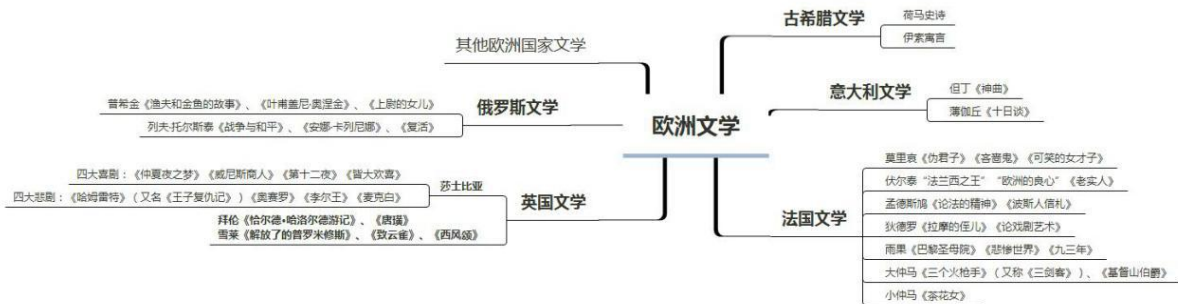 欧洲文学
古希腊文学
荷马史诗
伊索寓言
意大利文学
但丁《神曲》
薄伽丘《十日谈》
法国文学
莫里哀《伪君子》《吝啬鬼》《可笑的女才子》
伏尔泰“法兰西之王”“欧洲的良心”《老实人》
孟德斯鸠《论法的精神》《波斯人信札》
狄德罗《拉摩的侄儿》《论戏剧艺术》
雨果《巴黎圣母院》《悲惨世界》《九三年》
大仲马《三个火枪手》（又称《三剑客》）、《基督山伯爵》
小仲马《茶花女》
其他欧洲国家文学
俄罗斯文学
普希金《渔夫和金鱼的故事》、《叶甫盖尼·奥涅金》、《上尉的女儿》
列夫·托尔斯泰《战争与和平》、《安娜·卡列尼娜》、《复活》
英国文学
莎士比亚
四大喜剧：《仲夏夜之梦》《威尼斯商人》《第十二夜》《皆大欢喜》
四大悲剧：《哈姆雷特》（又名《王子复仇记》）《奥赛罗》《李尔王》《麦克白》
拜伦《恰尔德•哈洛尔德游记》、《唐璜》
雪莱《解放了的普罗米修斯》、《致云雀》、《西风颂》